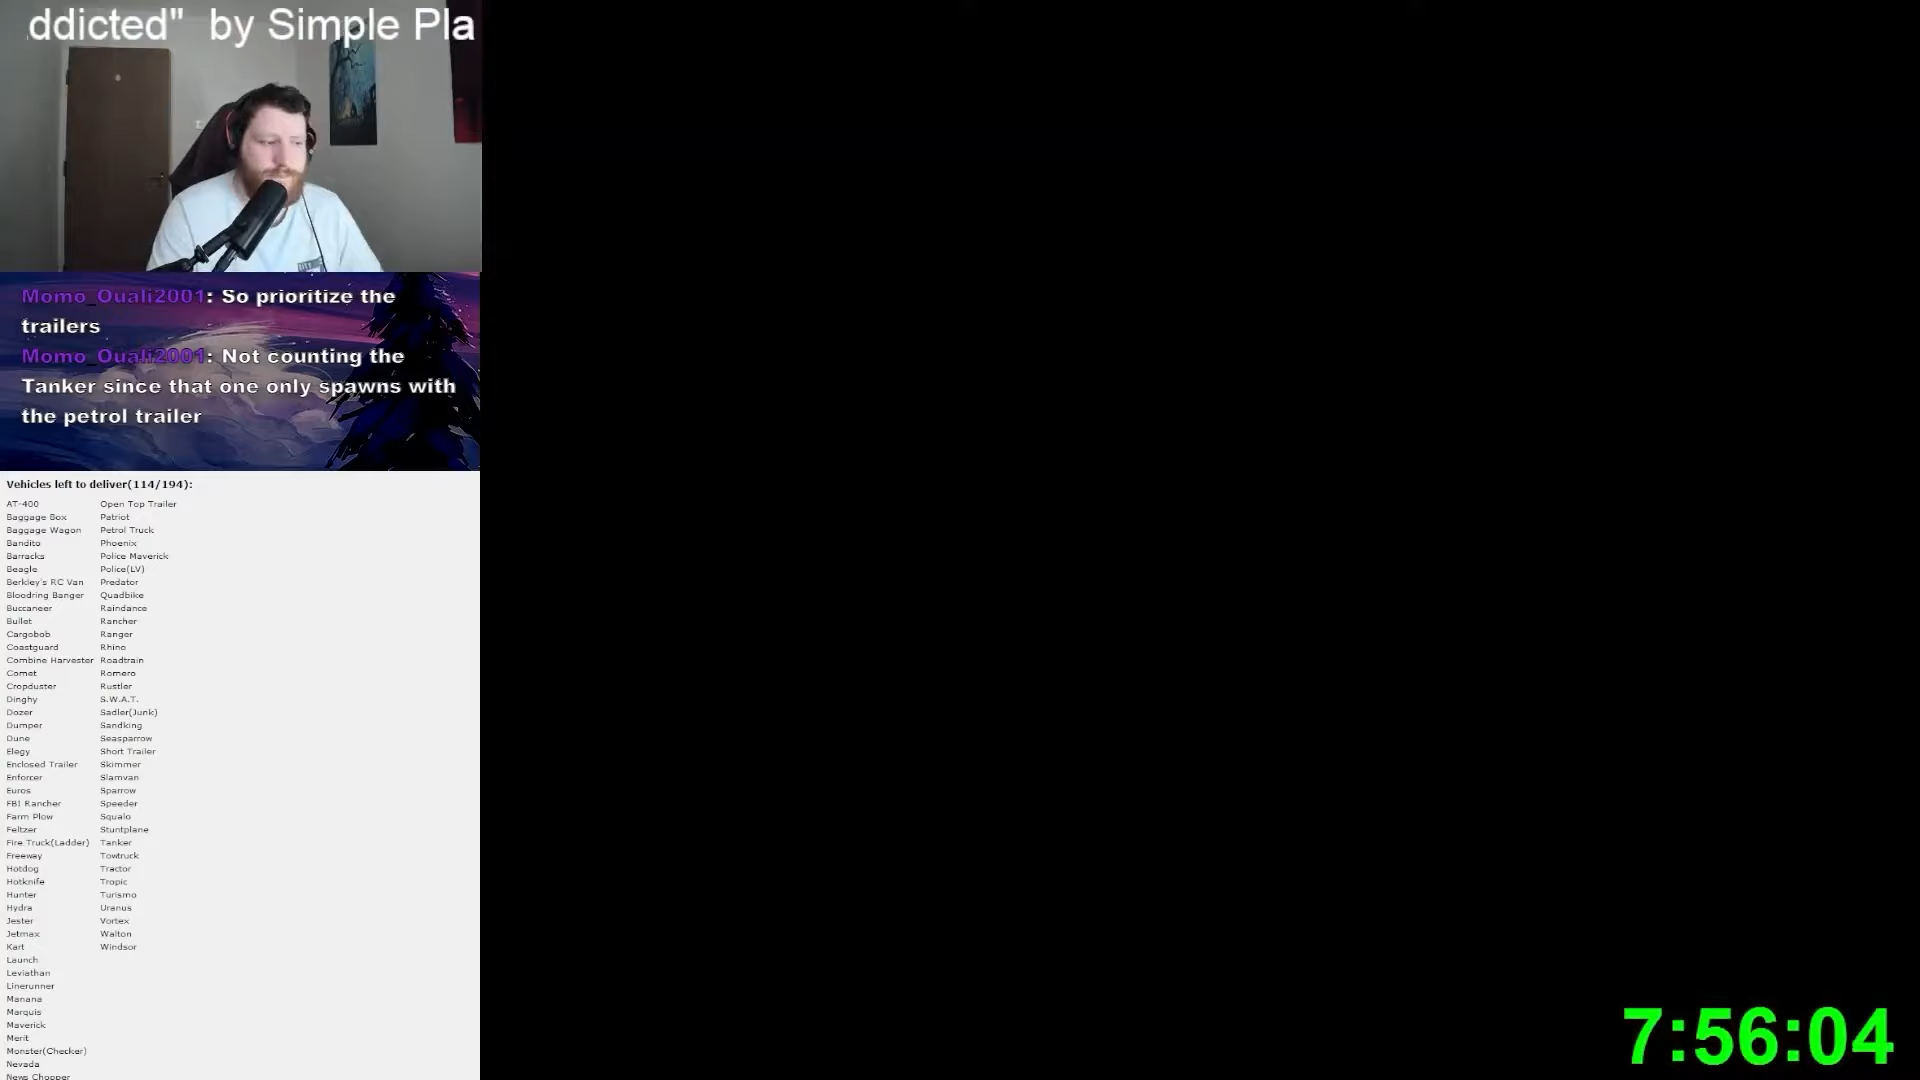 ddicted" by Simple Pla
Momo_Ouali2001: So prioritize the
trailers
Momo_Ouali2001: Not counting the
Tanker since that one only spawns with
the petrol trailer
Vehicles left to deliver(114/194):
AT-400 Open Top Trailer
Baggage Box Patriot
Baggage Wagon Petrol Truck
Bandito Phoenix
Barracks Police Maverick
Beagle Police(LV)
Berkley's RC Van Predator
Bloodring Banger Quadbike
Buccaneer Raindance
Bullet Rancher
Cargobob Ranger
Coastguard Rhino
Combine Harvester Roadtrain
Comet Romero
Cropduster Rustler
Dinghy S.W.A.T.
Dozer Sadler(Junk)
Dumper Sandking
Dune Seasparrow
Elegy Short Trailer
Enclosed Trailer Skimmer
Enforcer Slamvan
Euros Sparrow
FBI Rancher Speeder
Farm Plow Squalo
Feltzer Stuntplane
Fire Truck(Ladder) Tanker
Freeway Towtruck
Hotdog Tractor
Hotknife Tropic
Hunter Turismo
Hydra Uranus
Jester Vortex
Jetmax Walton
Kart Windsor
Launch
Leviathan
Linerunner
Manana
Marquis
Maverick
Merit
Monster(Checker)
Nevada
News Chopper
7:56:04